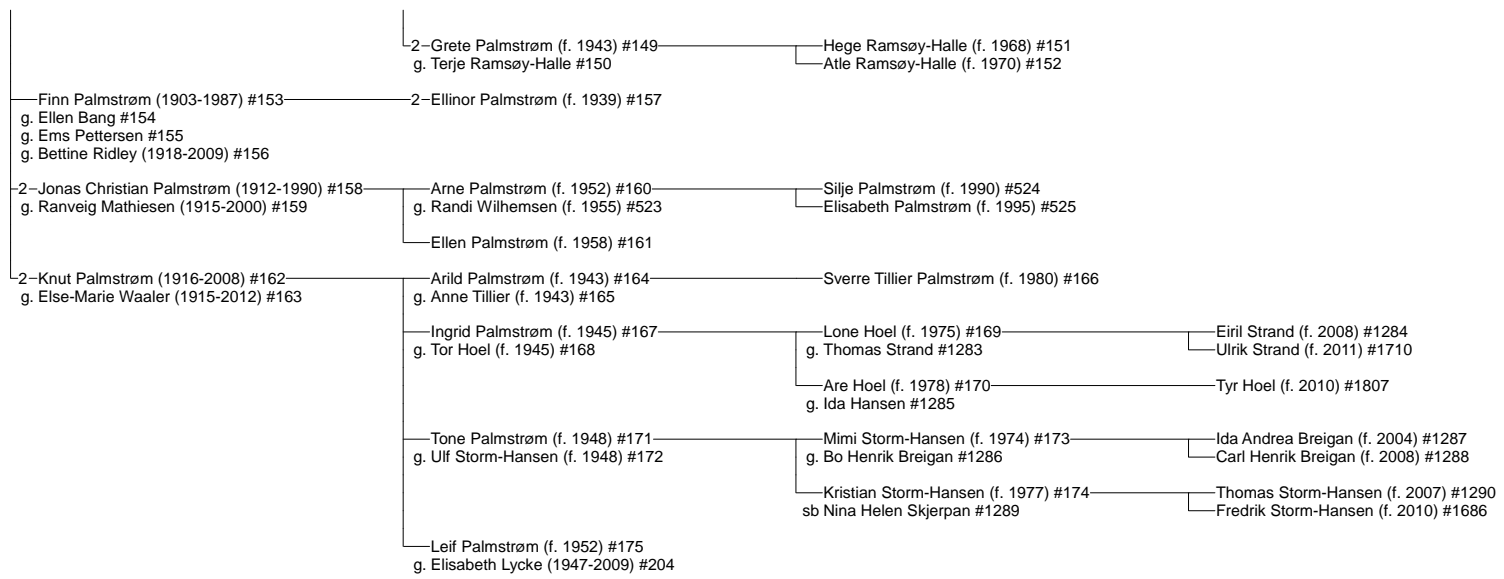 2 Grete Palmstrøm (f. 1943) #149 Hege Ramsøy-Halle (f. 1968) #151
g. Terje Ramsøy-Halle #150 Atle Ramsøy-Halle (f. 1970) #152
Finn Palmstrøm (1903-1987) #153 2 Ellinor Palmstrøm (f. 1939) #157
g. Ellen Bang #154
g. Ems Pettersen #155
g. Bettine Ridley (1918-2009) #156
2 Jonas Christian Palmstrøm (1912-1990) #158 Arne Palmstrøm (f. 1952) #160 Silje Palmstrøm (f. 1990) #524
g. Ranveig Mathiesen (1915-2000) #159 g. Randi Wilhemsen (f. 1955) #523 Elisabeth Palmstrøm (f. 1995) #525
Ellen Palmstrøm (f. 1958) #161
2 Knut Palmstrøm (1916-2008) #162 Arild Palmstrøm (f. 1943) #164 Sverre Tillier Palmstrøm (f. 1980) #166
g. Else-Marie Waaler (1915-2012) #163 g. Anne Tillier (f. 1943) #165
Ingrid Palmstrøm (f. 1945) #167 Lone Hoel (f. 1975) #169 Eiril Strand (f. 2008) #1284
g. Tor Hoel (f. 1945) #168 g. Thomas Strand #1283 Ulrik Strand (f. 2011) #1710
Are Hoel (f. 1978) #170 Tyr Hoel (f. 2010) #1807
g. Ida Hansen #1285
Tone Palmstrøm (f. 1948) #171 Mimi Storm-Hansen (f. 1974) #173 Ida Andrea Breigan (f. 2004) #1287
g. Ulf Storm-Hansen (f. 1948) #172 g. Bo Henrik Breigan #1286 Carl Henrik Breigan (f. 2008) #1288
Kristian Storm-Hansen (f. 1977) #174 Thomas Storm-Hansen (f. 2007) #1290
sb Nina Helen Skjerpan #1289 Fredrik Storm-Hansen (f. 2010) #1686
Leif Palmstrøm (f. 1952) #175
g. Elisabeth Lycke (1947-2009) #204